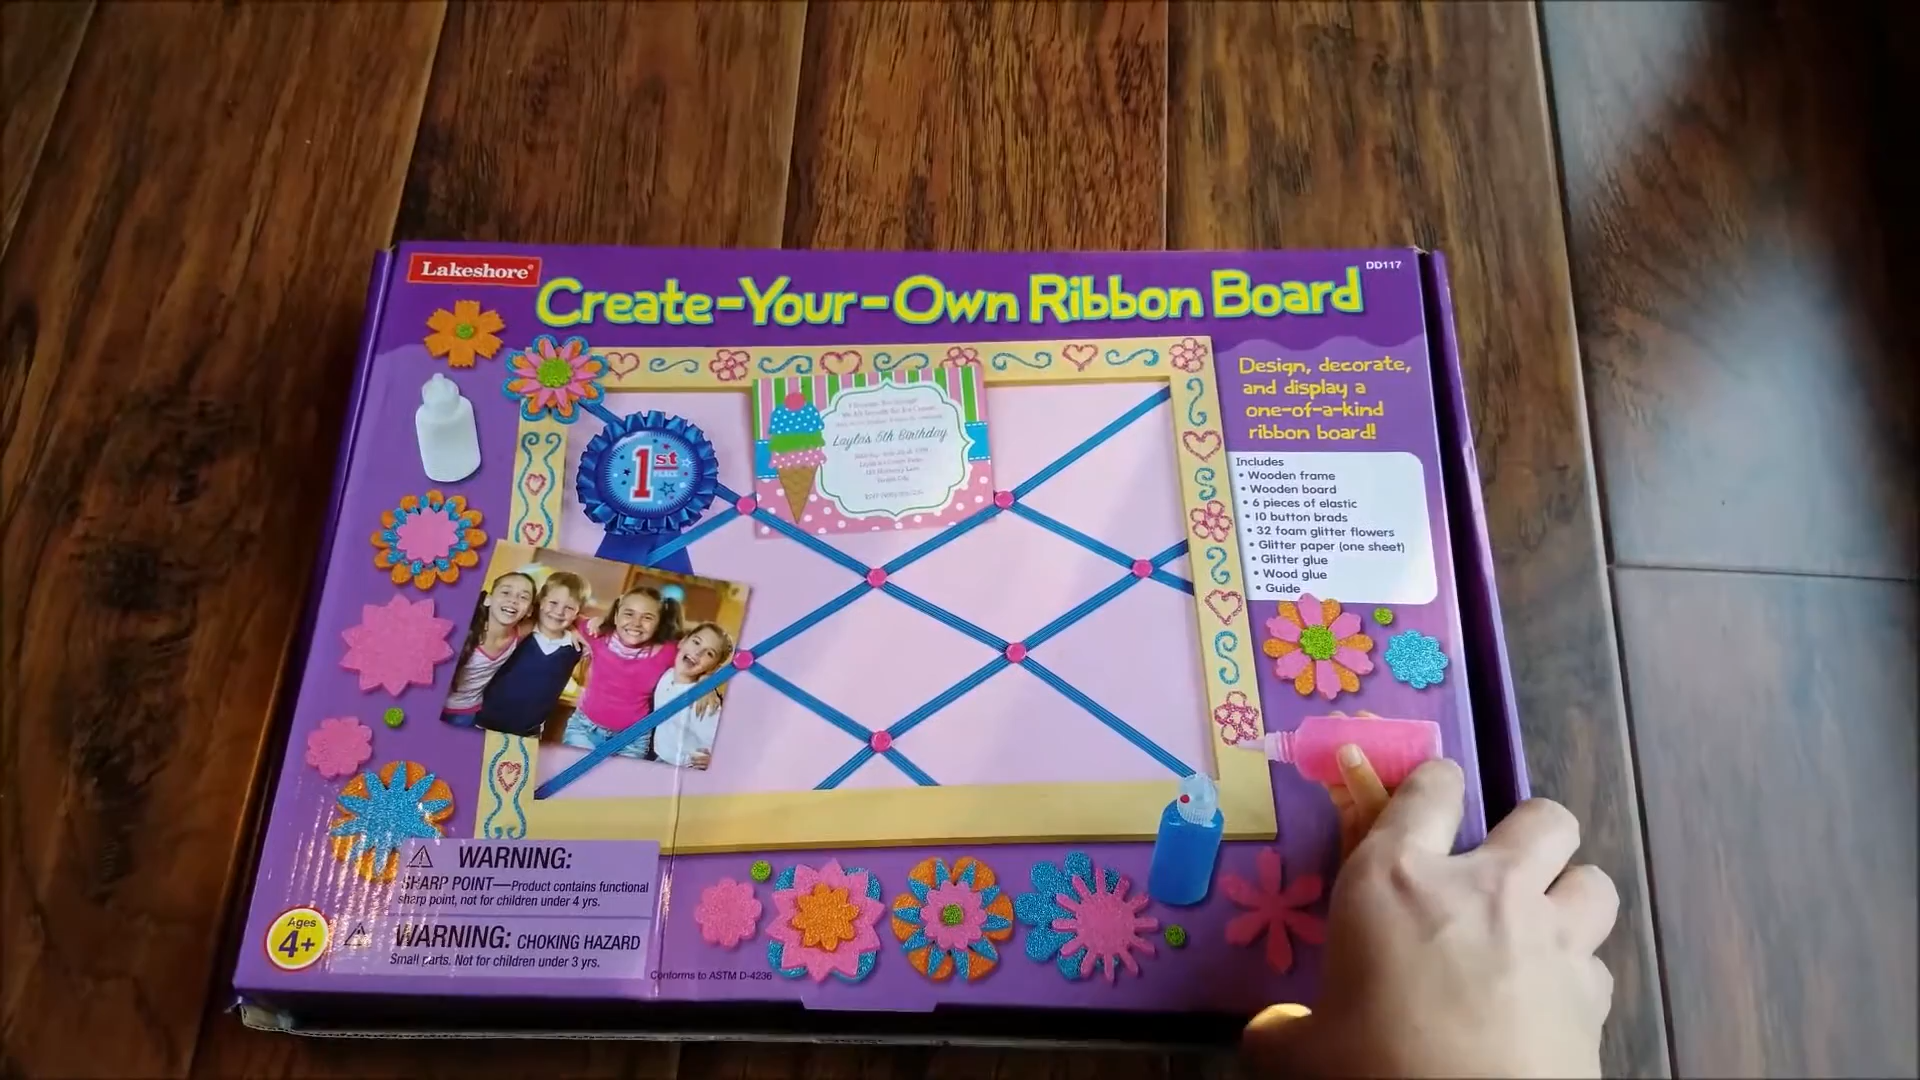 Lakeshore®
DD117
Create-Your-Own Ribbon Board
Design, decorate,
and display a
one-of-a-kind
ribbon board!
Includes
• Wooden frame
• Wooden board
• 6 pieces of elastic
• 10 button brads
• 32 foam glitter flowers
• Glitter paper (one sheet)
• Glitter glue
• Wood glue
• Guide
1st
Layla's 6th Birthday
WARNING:
SHARP POINT—Product contains functional
sharp point, not for children under 4 yrs.
Ages
4+
WARNING: CHOKING HAZARD
Small parts. Not for children under 3 yrs.
Conforms to ASTM D-4236